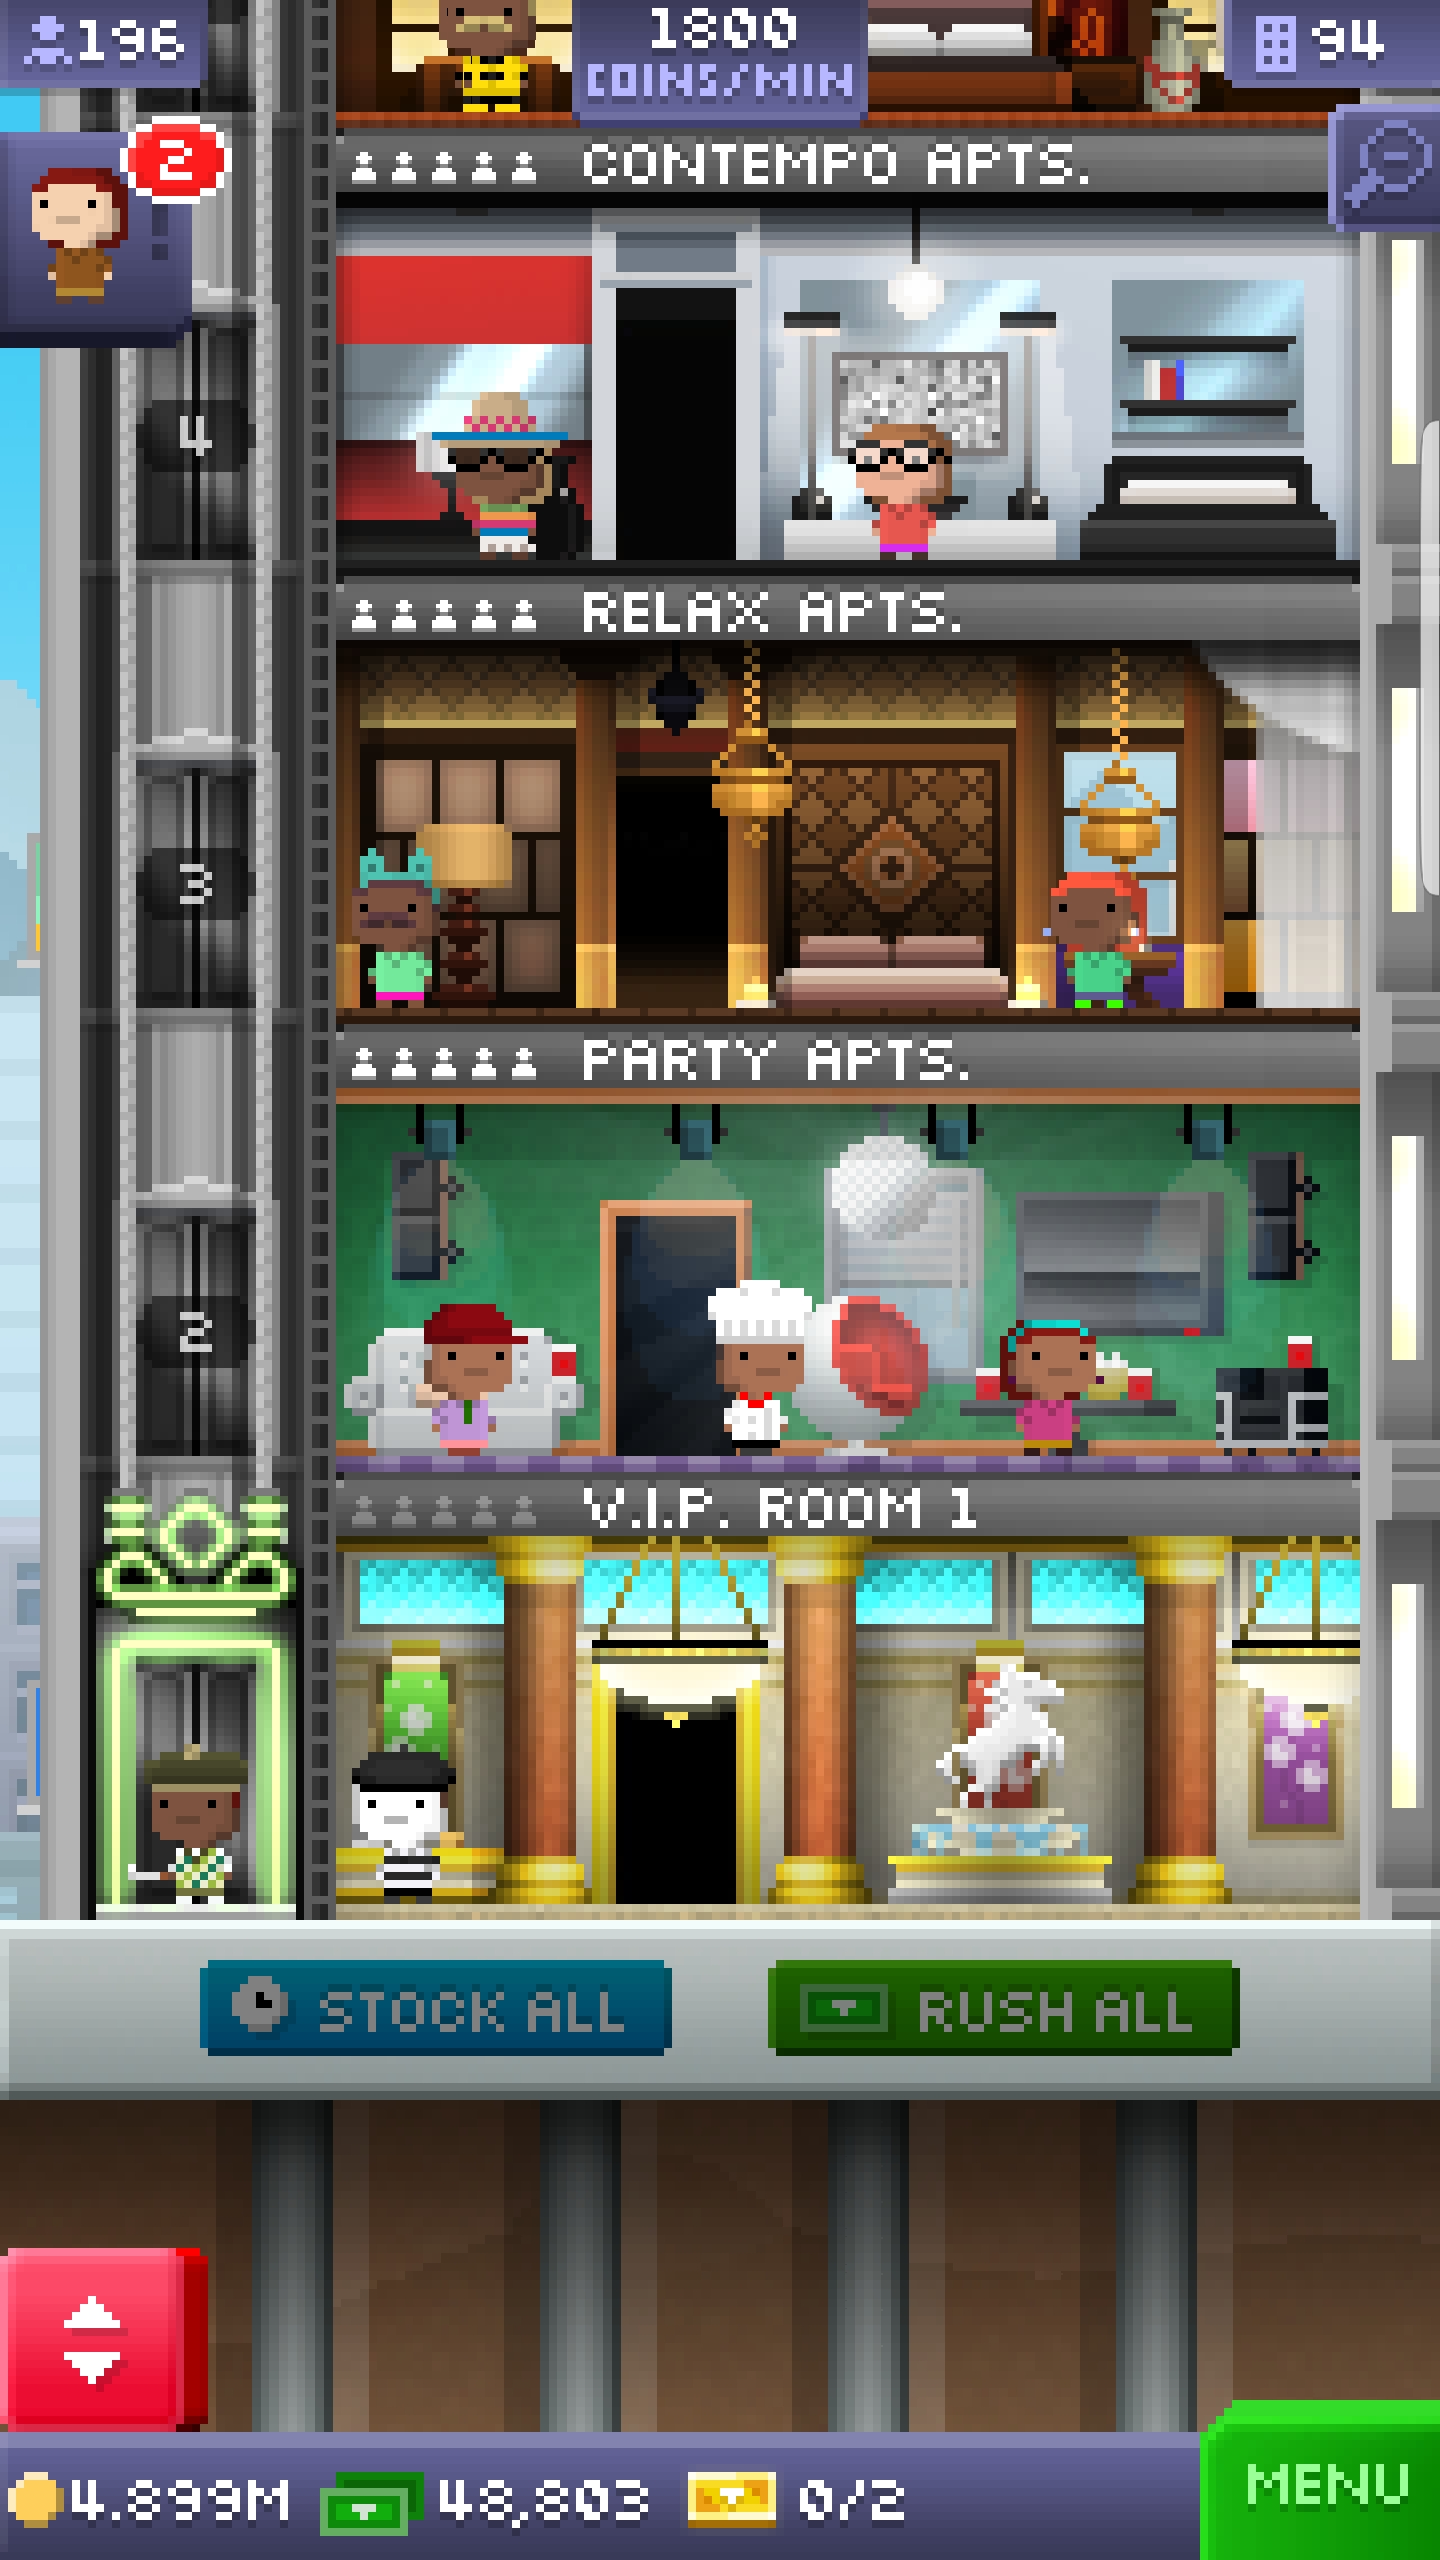 196
1800
COINS/MIN
94
2
CONTEMPO APTS.
4
RELAX APTS.
3
PARTY APTS.
2
V.I.P. ROOM 1
STOCK ALL
RUSH ALL
4.899M
48,803
0/2
MENU